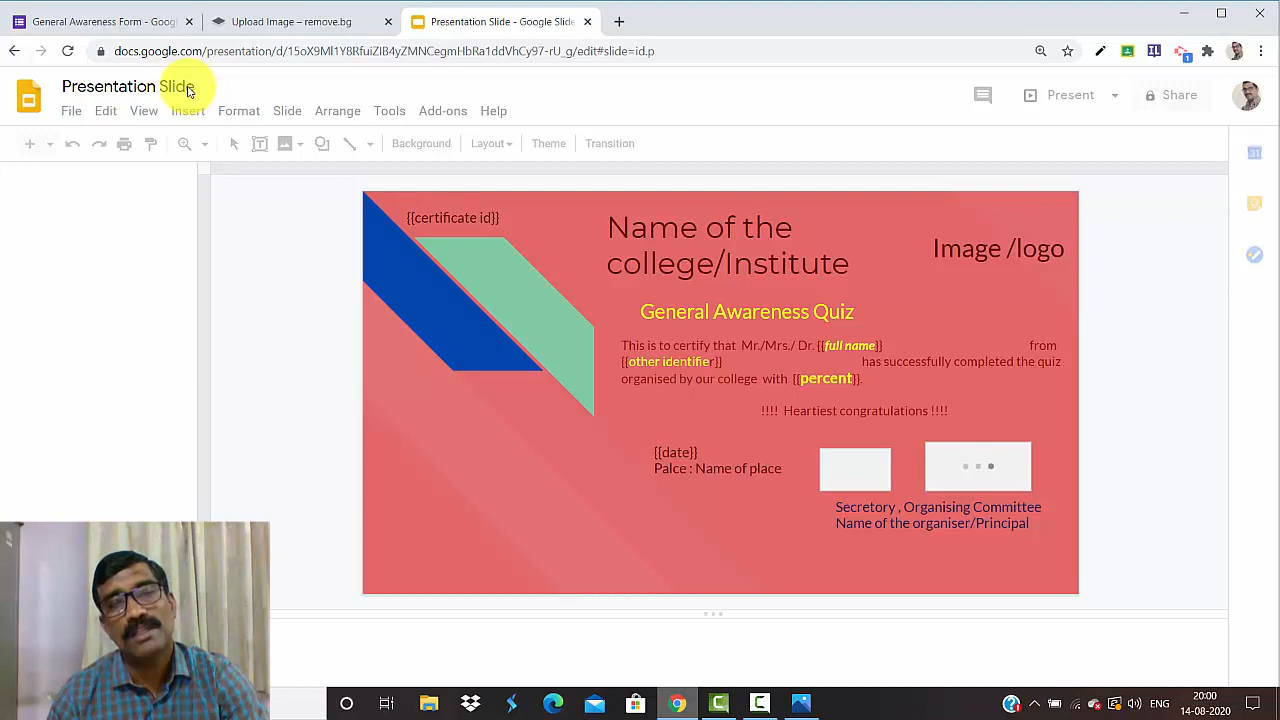 General Awareness Form - Googl
Upload Image – remove.bg
Presentation Slide - Google Slide
docs.google.com/presentation/d/15oX9Ml1Y8RfuiZIB4yZMNCegmHbRa1ddVhCy97-rU_g/edit#slide=id.p
Presentation Slide
File Edit View Insert Format Slide Arrange Tools Add-ons Help
Present
Share
Background Layout Theme Transition
{{certificate id}}
Name of the
college/Institute
Image /logo
General Awareness Quiz
This is to certify that Mr./Mrs./ Dr. {{full name}} from
{{other identifier}} has successfully completed the quiz
organised by our college with {{percent}}.
!!!! Heartiest congratulations !!!!
{{date}}
Palce : Name of place
Secretory , Organising Committee
Name of the organiser/Principal
ENG
20:00
14-08-2020